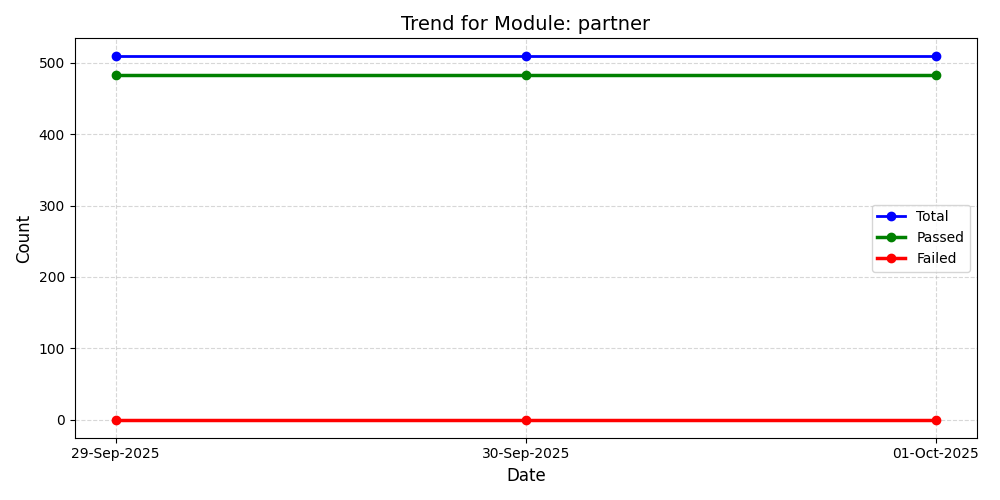 Trend for Module: partner
500
400
300
200
100
0
Count
Total
Passed
Failed
29-Sep-2025
30-Sep-2025
01-Oct-2025
Date